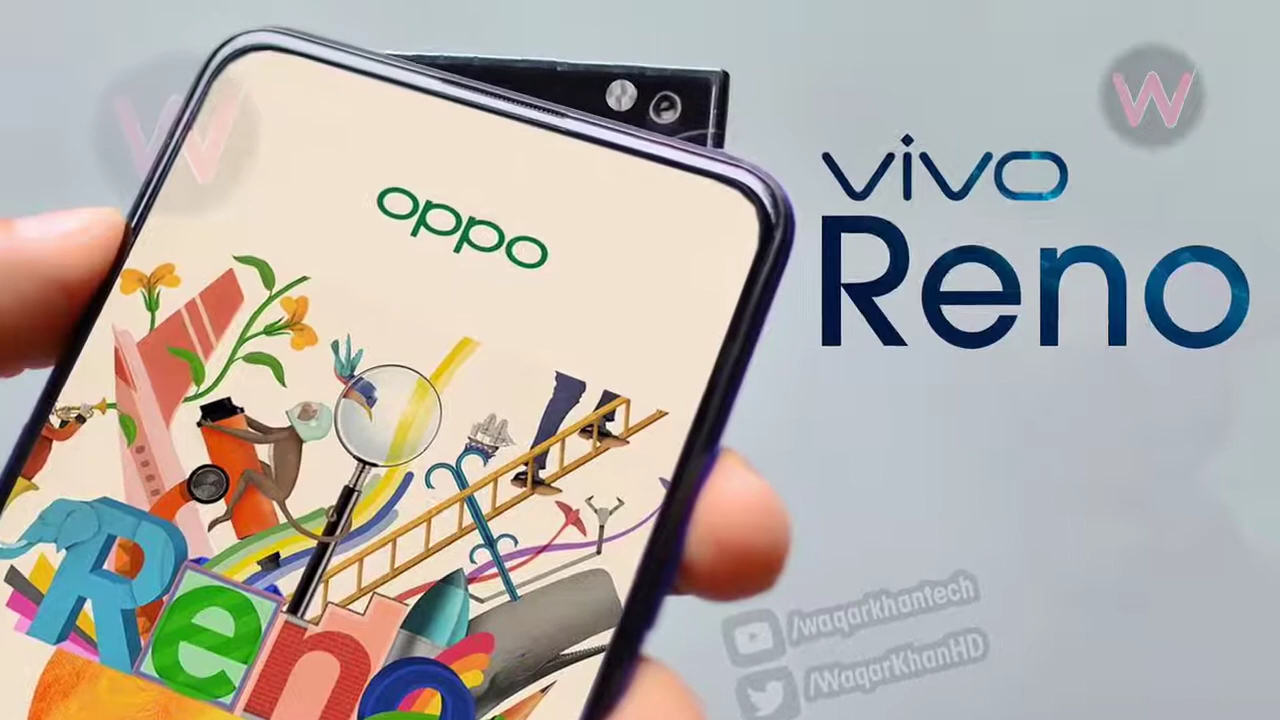 W
W
oppo
vivo
Reno
Reno
/waqarkhantech
/WaqarKhanHD